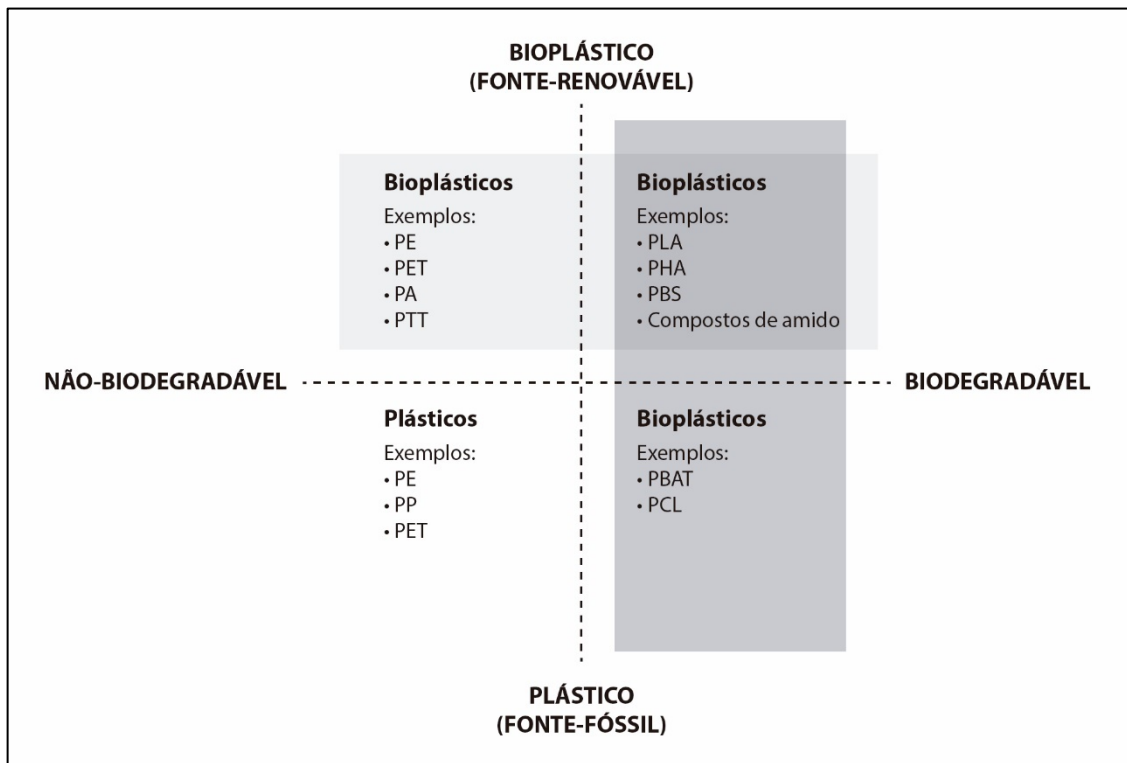 BIOPLÁSTICO
(FONTE-RENOVÁVEL)
Bioplásticos
Exemplos:
• PE
• PET
• PA
• PTT
Bioplásticos
Exemplos:
• PLA
• PHA
• PBS
• Compostos de amido
NÃO-BIODEGRADÁVEL
BIODEGRADÁVEL
Plásticos
Exemplos:
• PE
• PP
• PET
Bioplásticos
Exemplos:
• PBAT
• PCL
PLÁSTICO
(FONTE-FÓSSIL)